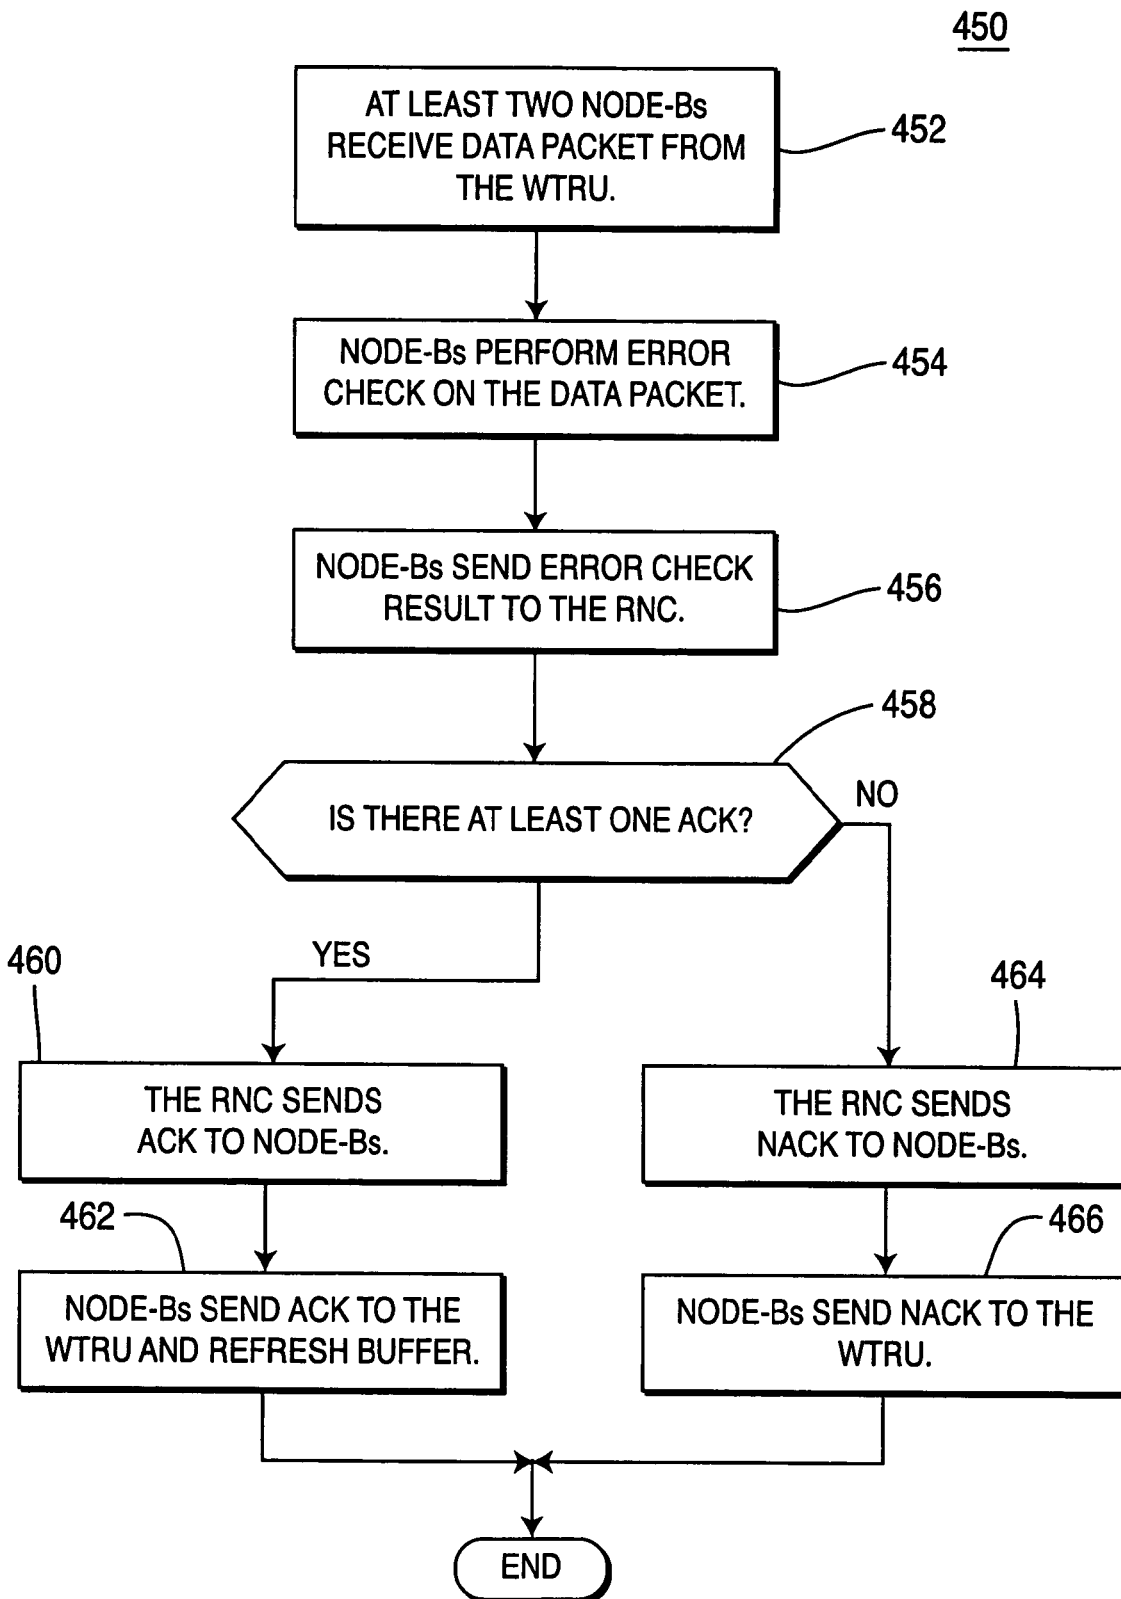 450
AT LEAST TWO NODE-Bs
RECEIVE DATA PACKET FROM
THE WTRU.
452
NODE-Bs PERFORM ERROR
CHECK ON THE DATA PACKET.
454
NODE-Bs SEND ERROR CHECK
RESULT TO THE RNC.
456
458
IS THERE AT LEAST ONE ACK?
NO
YES
460
464
THE RNC SENDS
ACK TO NODE-Bs.
THE RNC SENDS
NACK TO NODE-Bs.
462
466
NODE-Bs SEND ACK TO THE
WTRU AND REFRESH BUFFER.
NODE-Bs SEND NACK TO THE
WTRU.
END